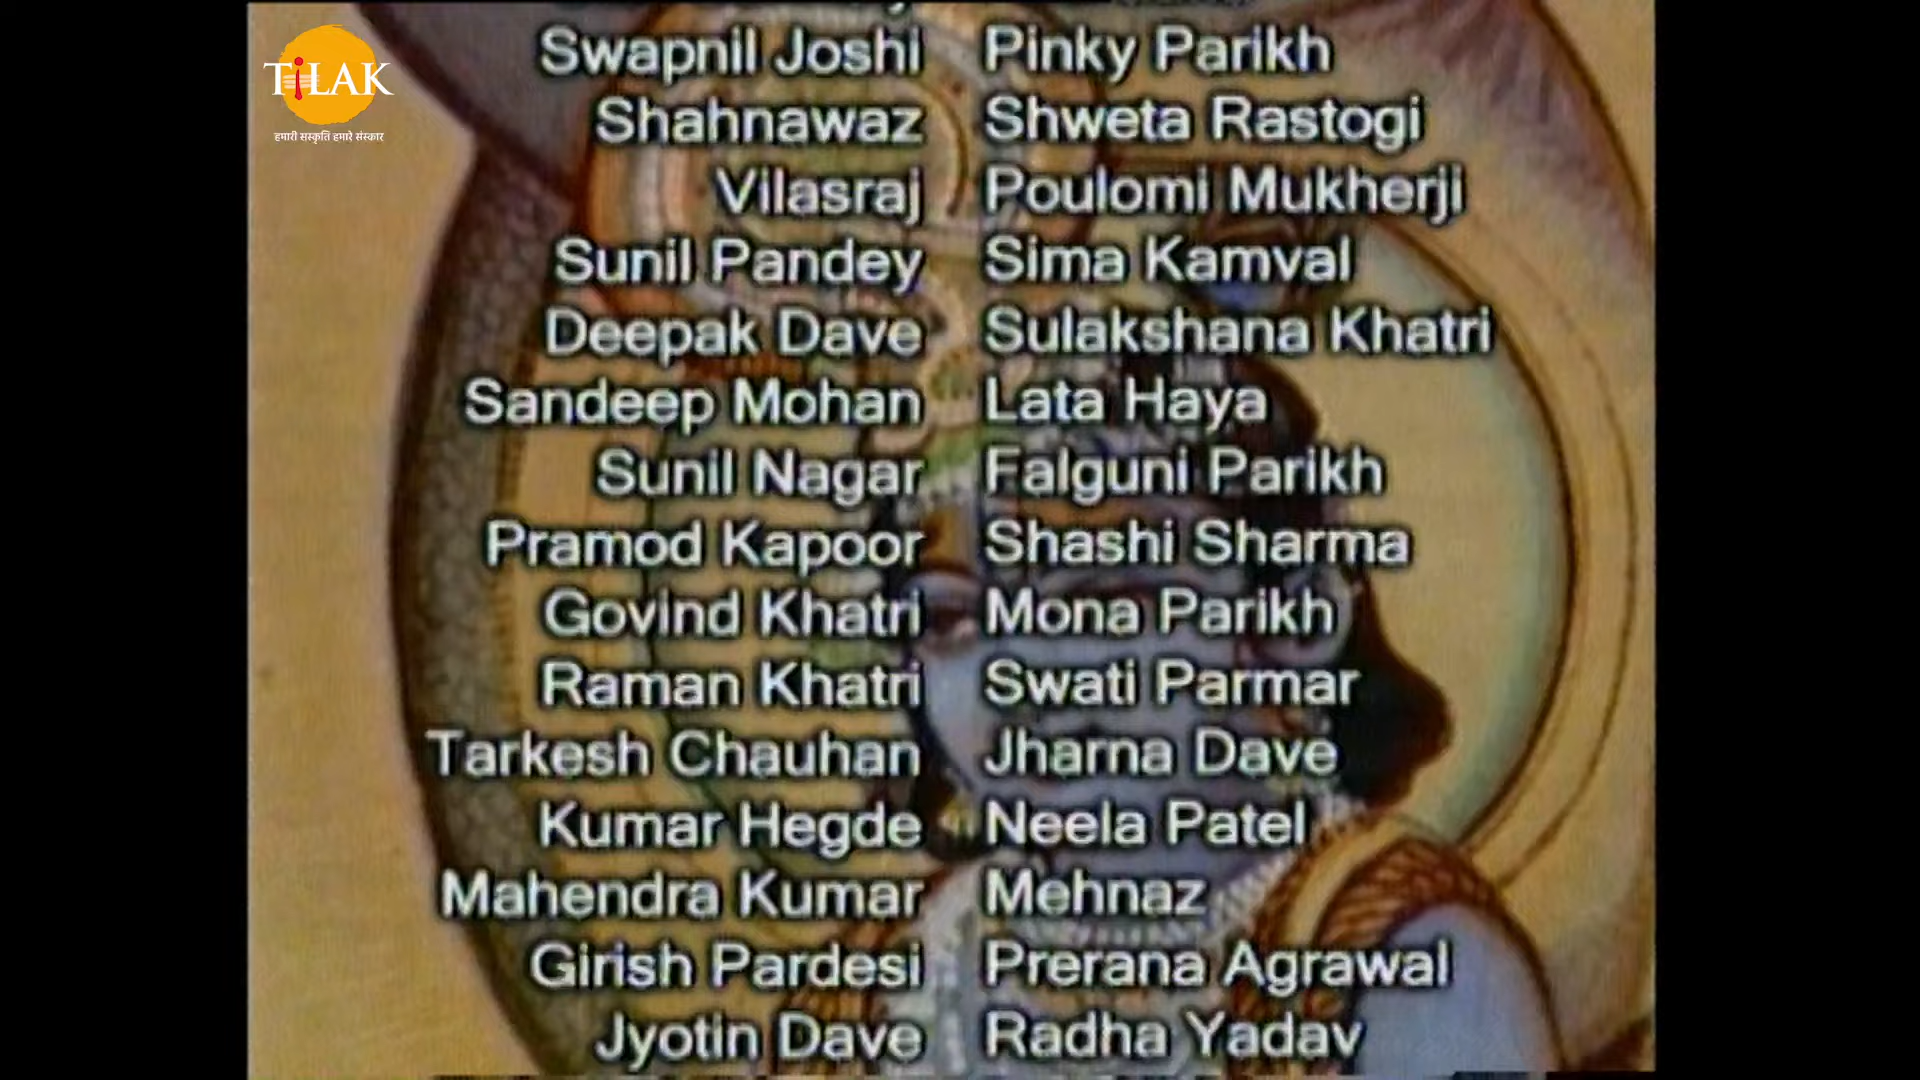 TiLAK
हमारी संस्कृति हमारे संस्कार
Swapnil Joshi Pinky Parikh
Shahnawaz Shweta Rastogi
Vilasraj Poulomi Mukherji
Sunil Pandey Sima Kamval
Deepak Dave Sulakshana Khatri
Sandeep Mohan Lata Haya
Sunil Nagar Falguni Parikh
Pramod Kapoor Shashi Sharma
Govind Khatri Mona Parikh
Raman Khatri Swati Parmar
Tarkesh Chauhan Jharna Dave
Kumar Hegde Neela Patel
Mahendra Kumar Mehnaz
Girish Pardesi Prerana Agrawal
Jyotin Dave Radha Yadav